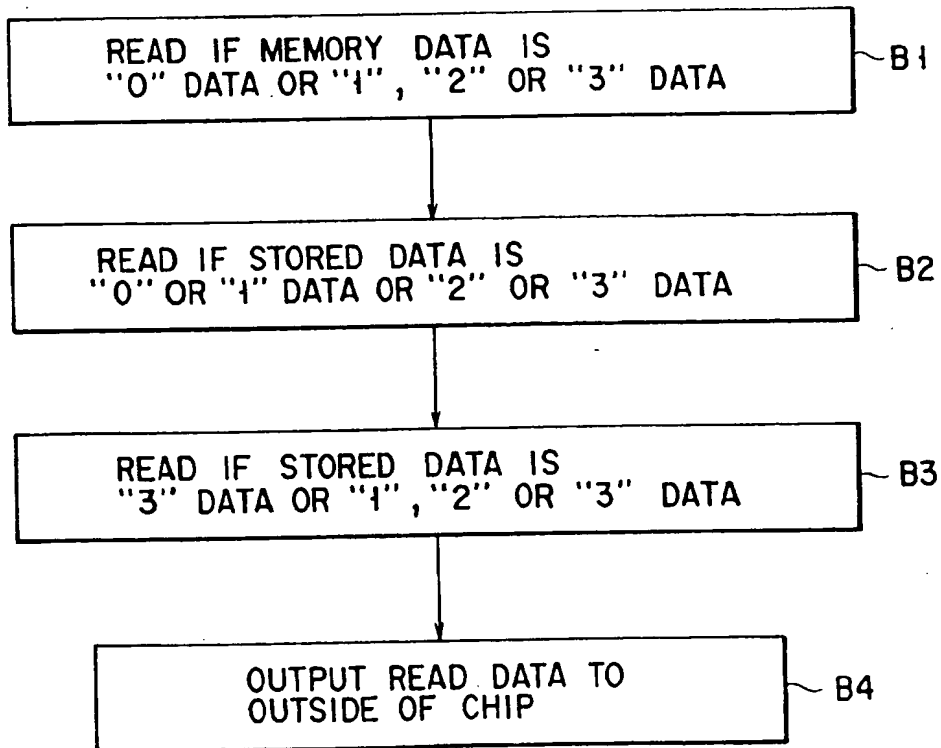 READ IF MEMORY DATA IS
"0" DATA OR "1", "2" OR "3" DATA
B1
READ IF STORED DATA IS
"0" OR "1" DATA OR "2" OR "3" DATA
B2
READ IF STORED DATA IS
"3" DATA OR "1", "2" OR "3" DATA
B3
OUTPUT READ DATA TO
OUTSIDE OF CHIP
B4